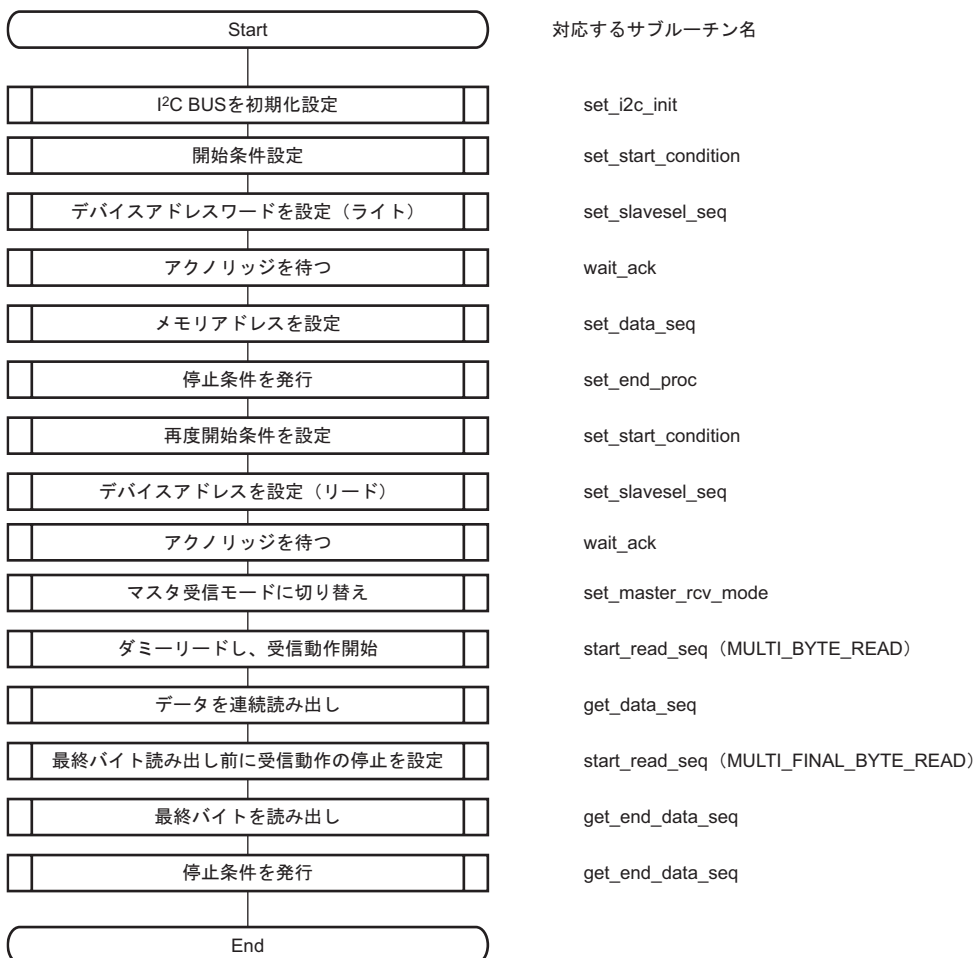 Start 対応するサブルーチン名
I²C BUSを初期化設定 set_i2c_init
開始条件設定 set_start_condition
デバイスアドレスワードを設定（ライト） set_slavesel_seq
アクノリッジを待つ wait_ack
メモリアドレスを設定 set_data_seq
停止条件を発行 set_end_proc
再度開始条件を設定 set_start_condition
デバイスアドレスを設定（リード） set_slavesel_seq
アクノリッジを待つ wait_ack
マスタ受信モードに切り替え set_master_rcv_mode
ダミーリードし、受信動作開始 start_read_seq（MULTI_BYTE_READ）
データを連続読み出し get_data_seq
最終バイト読み出し前に受信動作の停止を設定 start_read_seq（MULTI_FINAL_BYTE_READ）
最終バイトを読み出し get_end_data_seq
停止条件を発行 get_end_data_seq
End